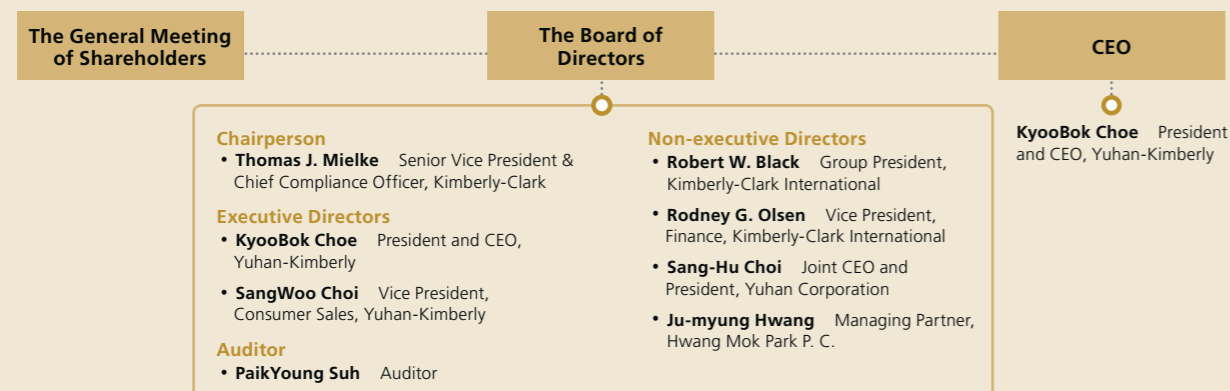 The General Meeting
of Shareholders
The Board of
Directors
CEO
Chairperson
• Thomas J. Mielke Senior Vice President &
Chief Compliance Officer, Kimberly-Clark
Executive Directors
• KyooBok Choe President and CEO,
Yuhan-Kimberly
• SangWoo Choi Vice President,
Consumer Sales, Yuhan-Kimberly
Auditor
• PaikYoung Suh Auditor
Non-executive Directors
• Robert W. Black Group President,
Kimberly-Clark International
• Rodney G. Olsen Vice President,
Finance, Kimberly-Clark International
• Sang-Hu Choi Joint CEO and
President, Yuhan Corporation
• Ju-myung Hwang Managing Partner,
Hwang Mok Park P. C.
KyooBok Choe President
and CEO, Yuhan-Kimberly